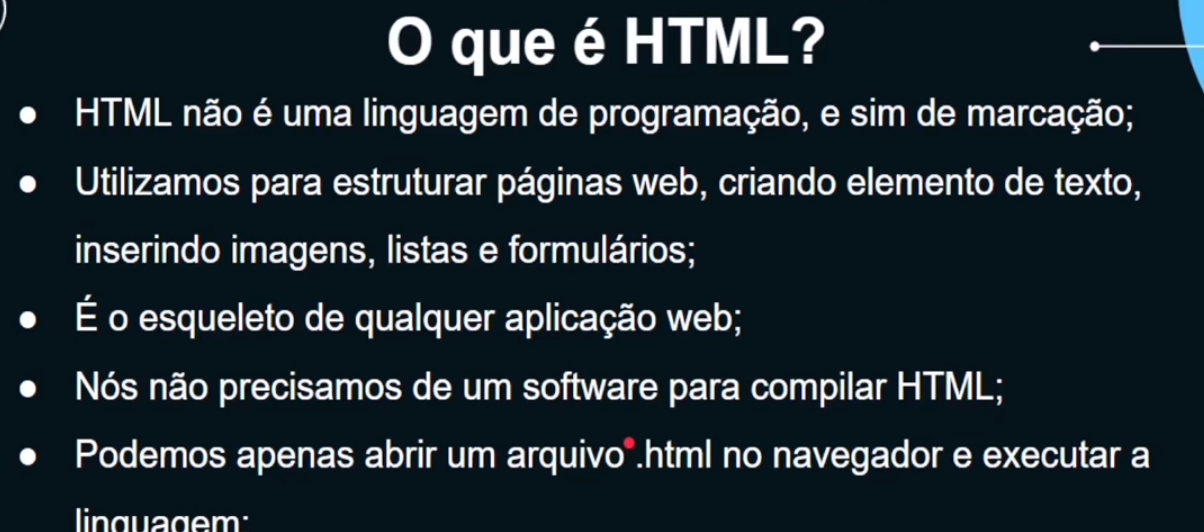 O que é HTML?
● HTML não é uma linguagem de programação, e sim de marcação;
● Utilizamos para estruturar páginas web, criando elemento de texto,
inserindo imagens, listas e formulários;
● É o esqueleto de qualquer aplicação web;
● Nós não precisamos de um software para compilar HTML;
● Podemos apenas abrir um arquivo .html no navegador e executar a
linguagem;